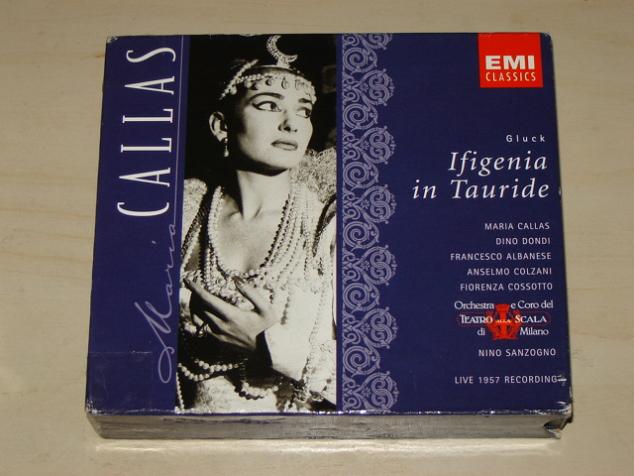 Maria CALLAS
EMI
CLASSICS
Gluck
Ifigenia
in Tauride
MARIA CALLAS
DINO DONDI
FRANCESCO ALBANESE
ANSELMO COLZANI
FIORENZA COSSOTTO
Orchestra e Coro del
TEATRO ALLA SCALA
di Milano
NINO SANZOGNO
LIVE 1957 RECORDING